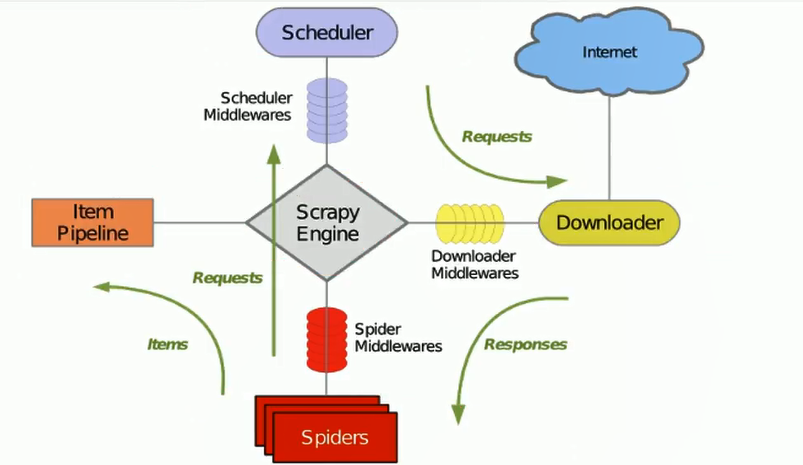 Scheduler
Internet
Scheduler
Middlewares
Requests
Item
Pipeline
Scrapy
Engine
Downloader
Downloader
Middlewares
Requests
Items
Spider
Middlewares
Responses
Spiders